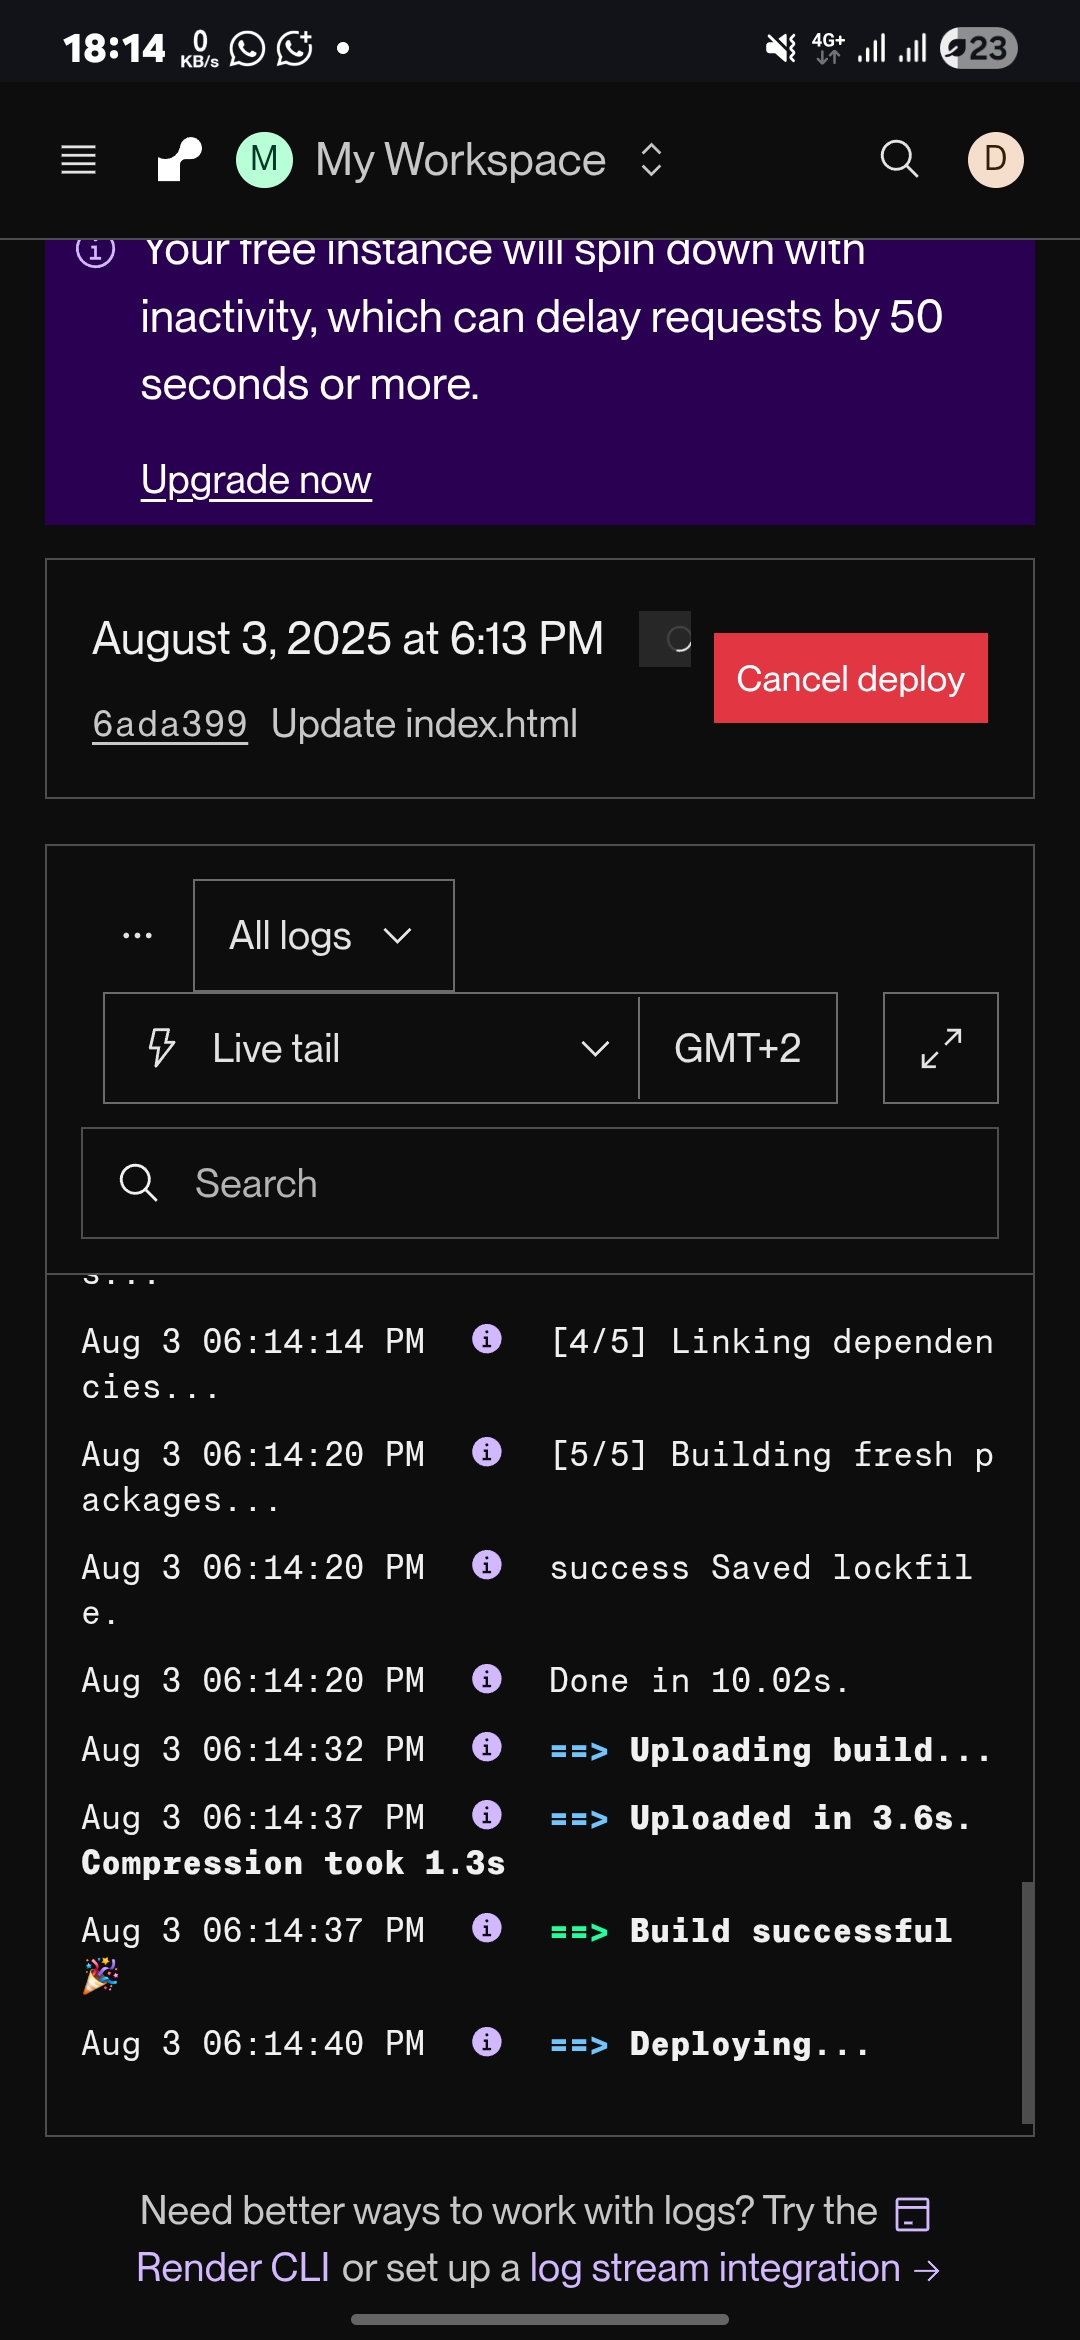 18:14 0 KB/s 4G+ 23
M My Workspace D
Your free instance will spin down with
inactivity, which can delay requests by 50
seconds or more.
Upgrade now
August 3, 2025 at 6:13 PM
Cancel deploy
6ada399 Update index.html
... All logs
Live tail GMT+2
Search
s...
Aug 3 06:14:14 PM [4/5] Linking dependen
cies...
Aug 3 06:14:20 PM [5/5] Building fresh p
ackages...
Aug 3 06:14:20 PM success Saved lockfil
e.
Aug 3 06:14:20 PM Done in 10.02s.
Aug 3 06:14:32 PM ==> Uploading build...
Aug 3 06:14:37 PM ==> Uploaded in 3.6s.
Compression took 1.3s
Aug 3 06:14:37 PM ==> Build successful
🎉
Aug 3 06:14:40 PM ==> Deploying...
Need better ways to work with logs? Try the
Render CLI or set up a log stream integration →